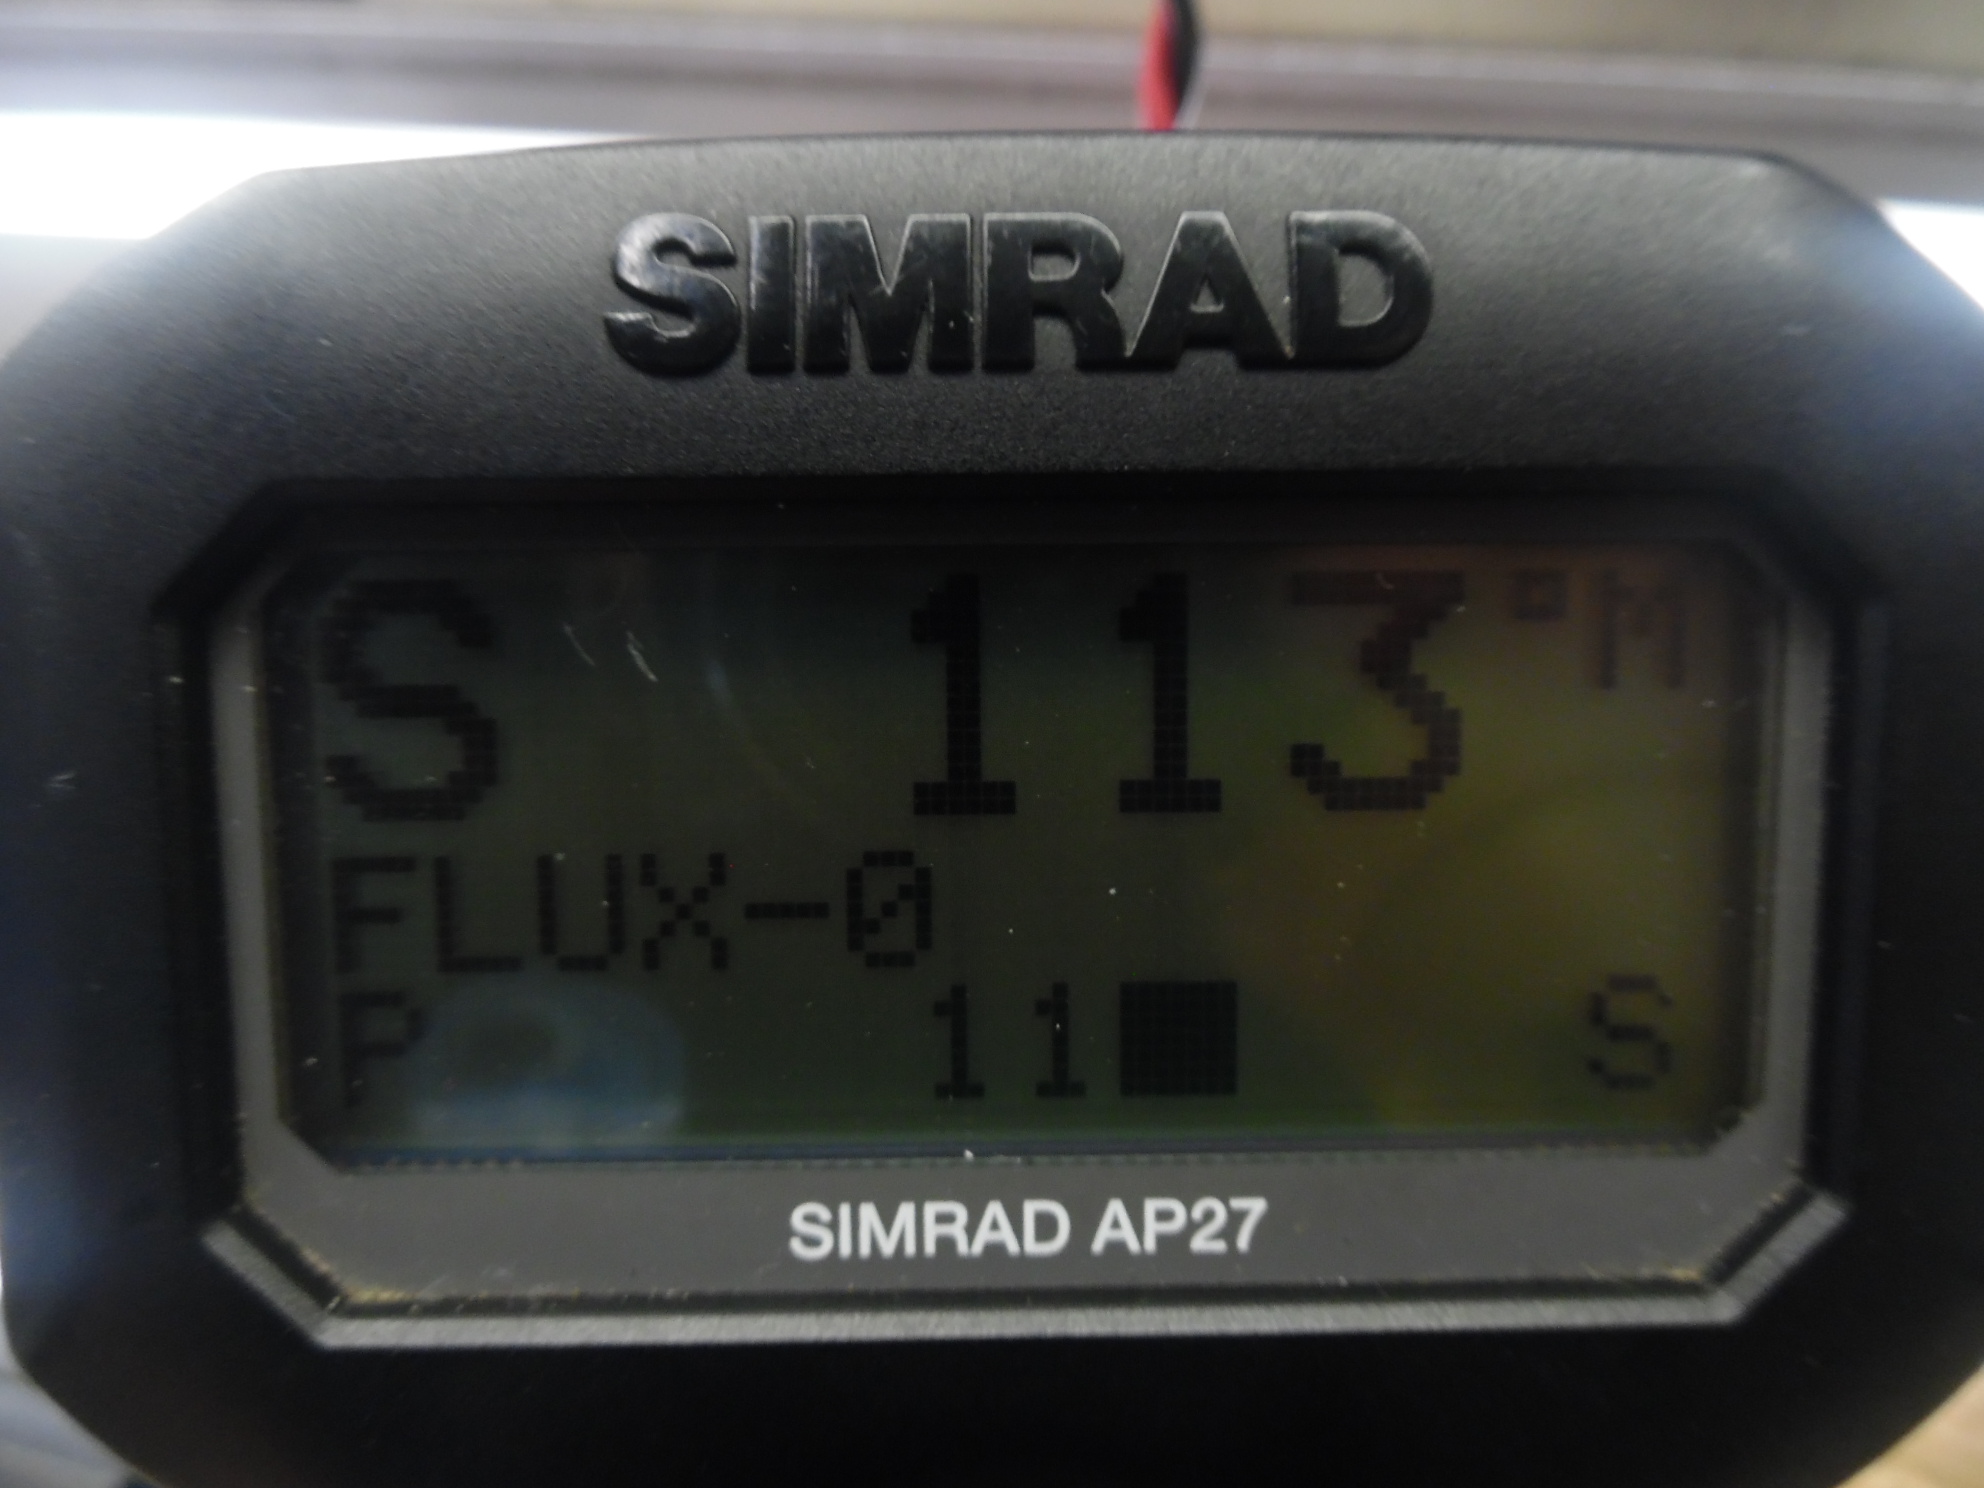 SIMRAD
S 113°M
FLUX-0
P 11■ S
SIMRAD AP27